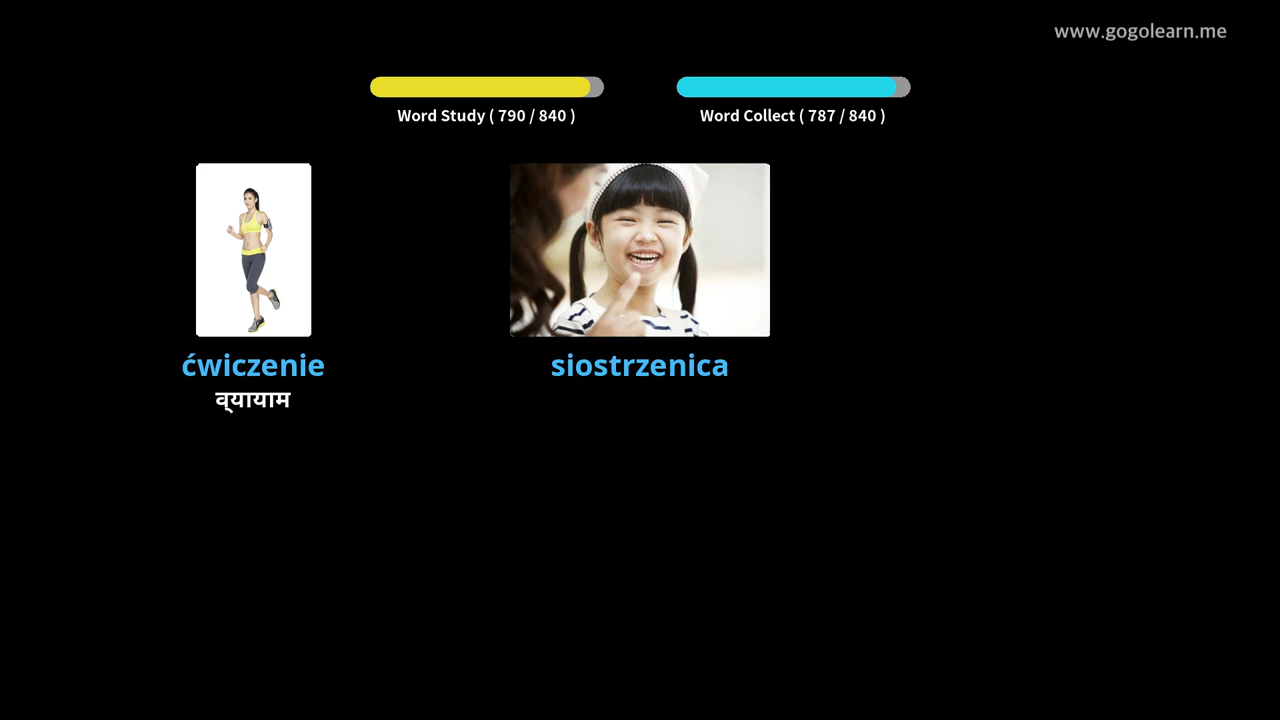 www.gogolearn.me
Word Study ( 790 / 840 )
Word Collect ( 787 / 840 )
ćwiczenie
siostrzenica
व्यायाम